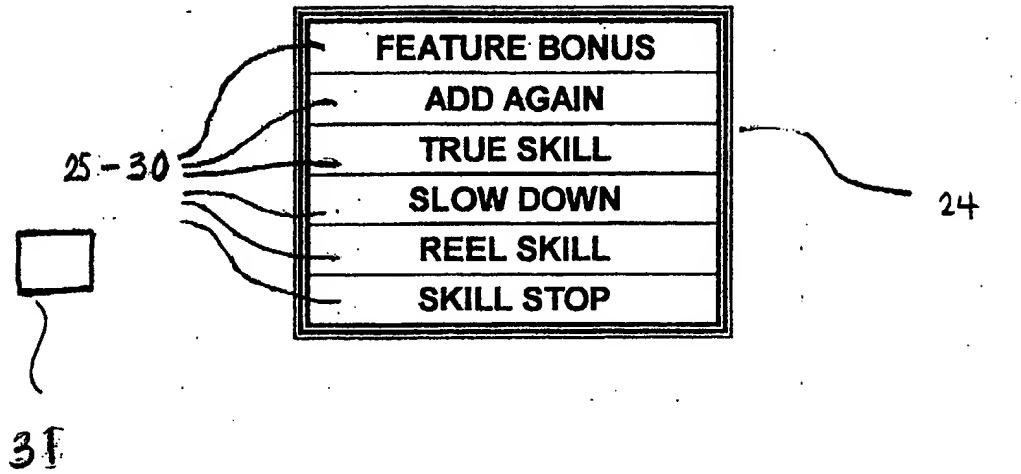 FEATURE BONUS
ADD AGAIN
TRUE SKILL
25-30
SLOW DOWN
24
REEL SKILL
SKILL STOP
31